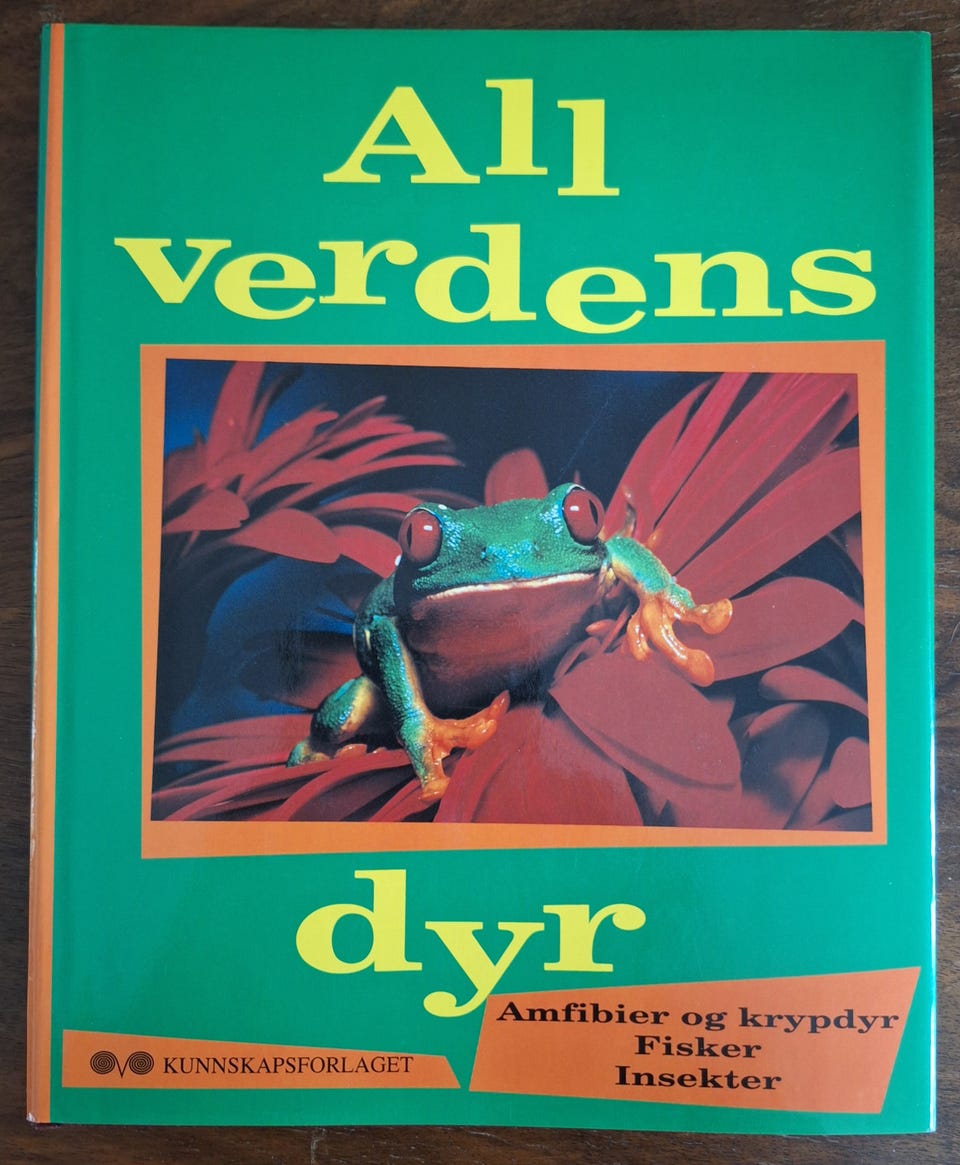 All
verdens
dyr
Amfibier og krypdyr
Fisker
Insekter
KUNNSKAPSFORLAGET